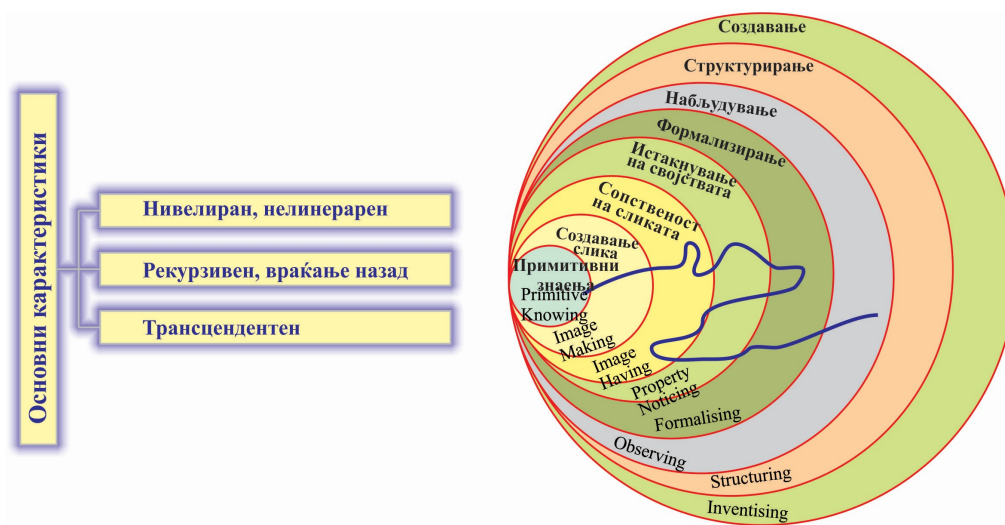 Основни карактеристики
Нивелиран, нелинерарен
Рекурзивен, враќање назад
Трансцендентен
Создавање
Структурирање
Набљудување
Формализирање
Истакнување
на својствата
Сопственост
на сликата
Создавање
слика
Примитивни
знаења
Primitive
Knowing
Image
Making
Image
Having
Property
Noticing
Formalising
Observing
Structuring
Inventising